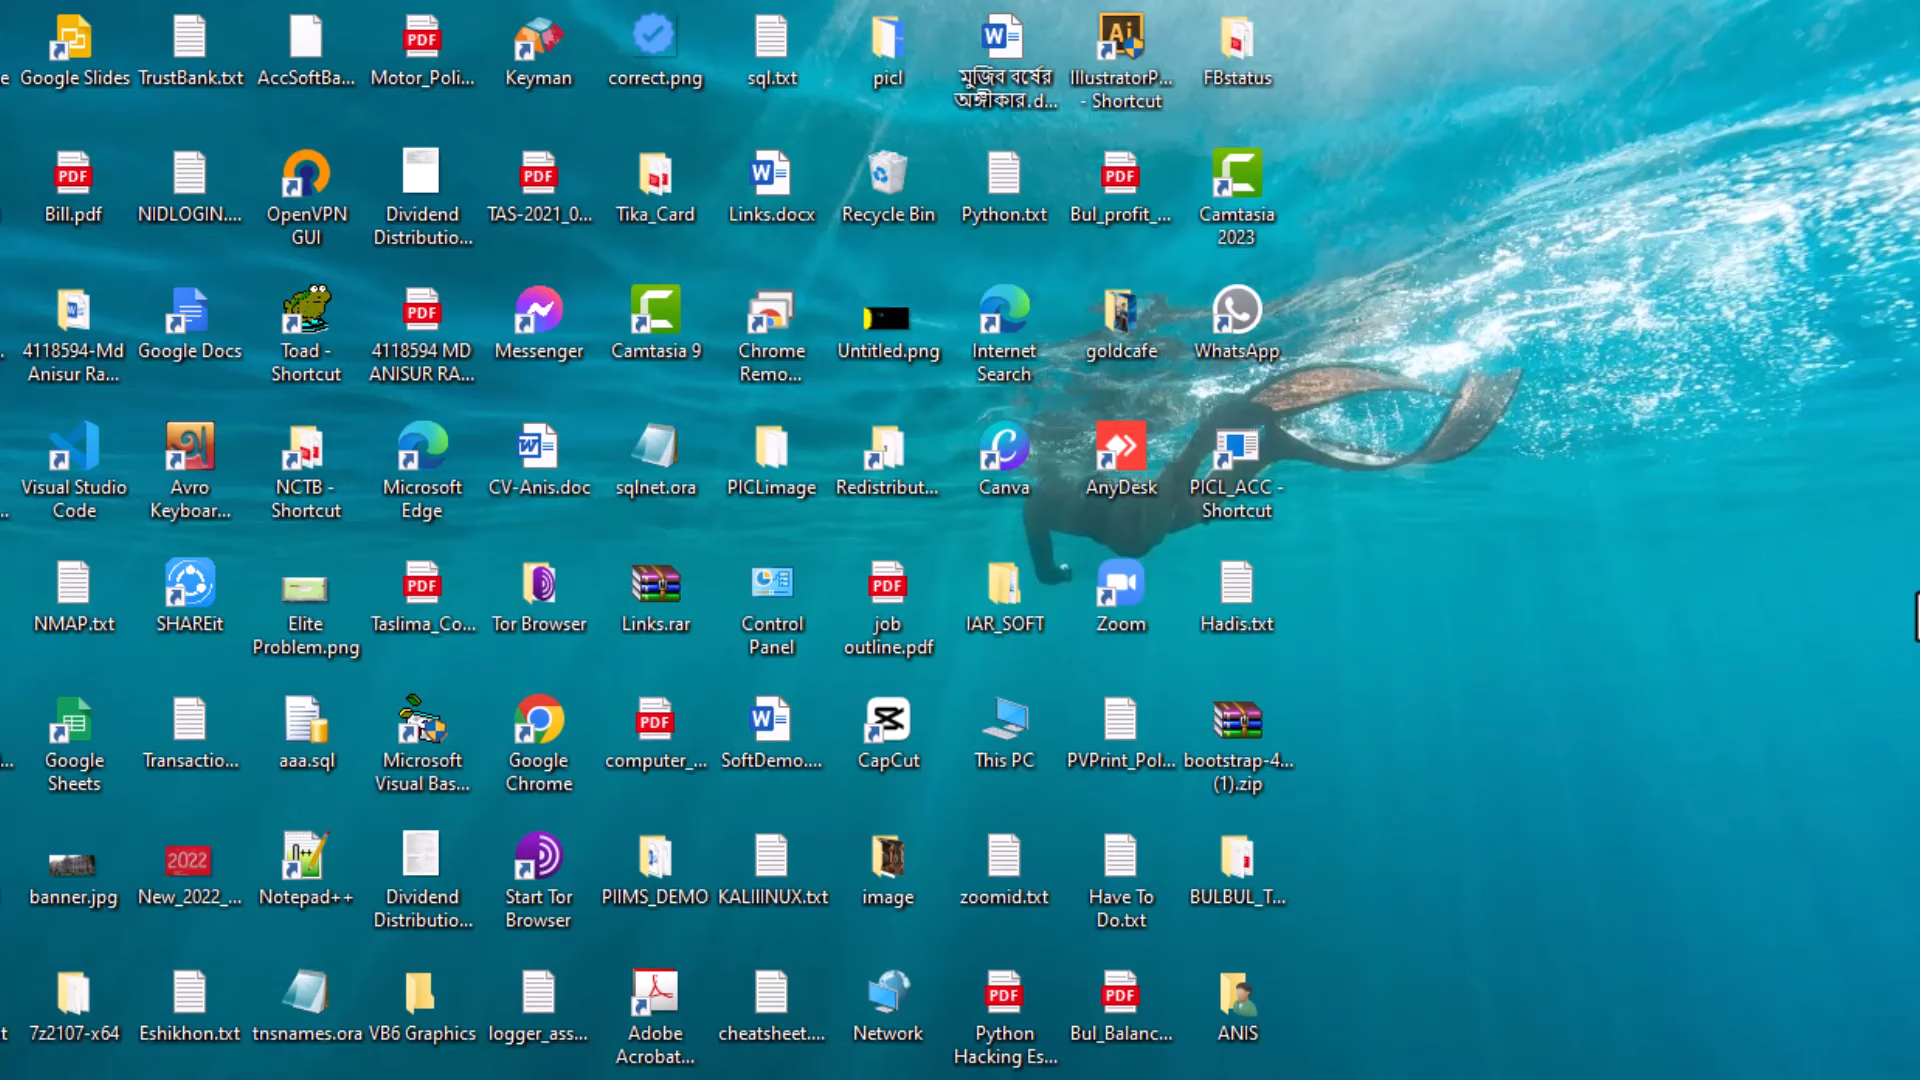 e Google Slides TrustBank.txt AccSoftBa... Motor_Poli... Keyman correct.png sql.txt picl মুজিব বর্ষের IllustratorP... FBstatus
অঙ্গীকার.d... - Shortcut
Bill.pdf NIDLOGIN.... OpenVPN Dividend TAS-2021_0... Tika_Card Links.docx Recycle Bin Python.txt Bul_profit_... Camtasia
GUI Distributio... 2023
4118594-Md Google Docs Toad - 4118594 MD Messenger Camtasia 9 Chrome Untitled.png Internet goldcafe WhatsApp
Anisur Ra... Shortcut ANISUR RA... Remo... Search
Visual Studio Avro NCTB - Microsoft CV-Anis.doc sqlnet.ora PICLimage Redistribut... Canva AnyDesk PICL_ACC -
... Code Keyboar... Shortcut Edge Shortcut
NMAP.txt SHAREit Elite Taslima_Co... Tor Browser Links.rar Control job IAR_SOFT Zoom Hadis.txt
Problem.png Panel outline.pdf
... Google Transactio... aaa.sql Microsoft Google computer_... SoftDemo.... CapCut This PC PVPrint_Pol... bootstrap-4...
Sheets Visual Bas... Chrome (1).zip
banner.jpg New_2022_... Notepad++ Dividend Start Tor PIIMS_DEMO KALIlINUX.txt image zoomid.txt Have To BULBUL_T...
Distributio... Browser Do.txt
t 7z2107-x64 Eshikhon.txt tnsnames.ora VB6 Graphics logger_ass... Adobe cheatsheet.... Network Python Bul_Balanc... ANIS
Acrobat... Hacking Es...